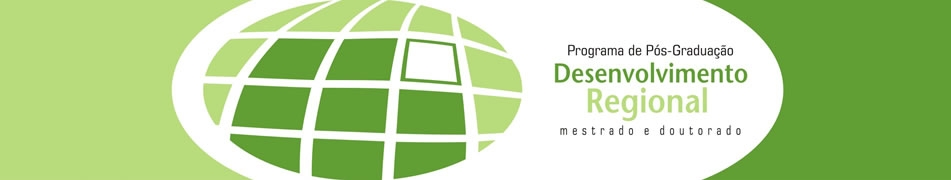 Programa de Pós-Graduação
Desenvolvimento
Regional
mestrado e doutorado